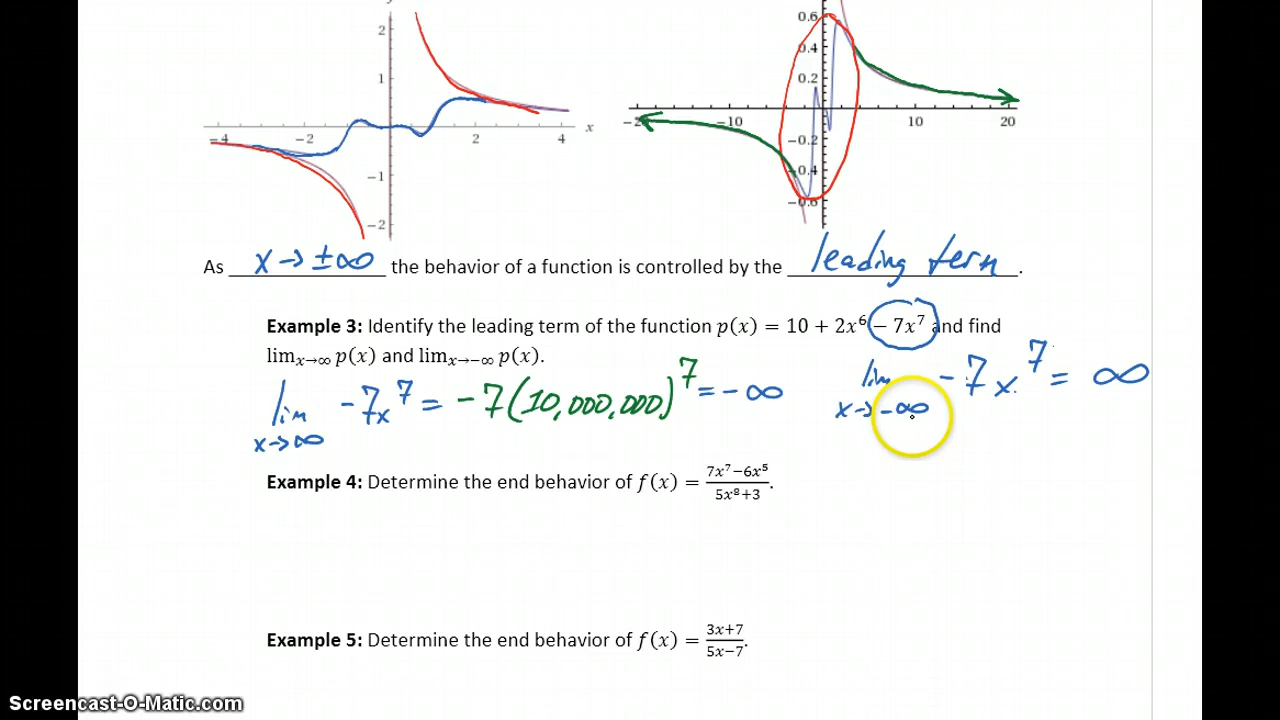 y
2
1
-4 -2 2 4 x
-1
-2
0.6
0.4
0.2
-10 10 20
-0.2
0.4
-0.6
As x→±∞ the behavior of a function is controlled by the leading term.
Example 3: Identify the leading term of the function p(x) = 10 + 2x⁶ − 7x⁷ and find
limₓ→∞ p(x) and limₓ→−∞ p(x).
lim x→∞ -7x⁷ = -7(10,000,000)⁷ = -∞
lim x→-∞ -7x⁷ = ∞
Example 4: Determine the end behavior of f(x) = (7x⁷−6x⁵)/(5x⁸+3).
Example 5: Determine the end behavior of f(x) = (3x+7)/(5x−7).
Screencast-O-Matic.com